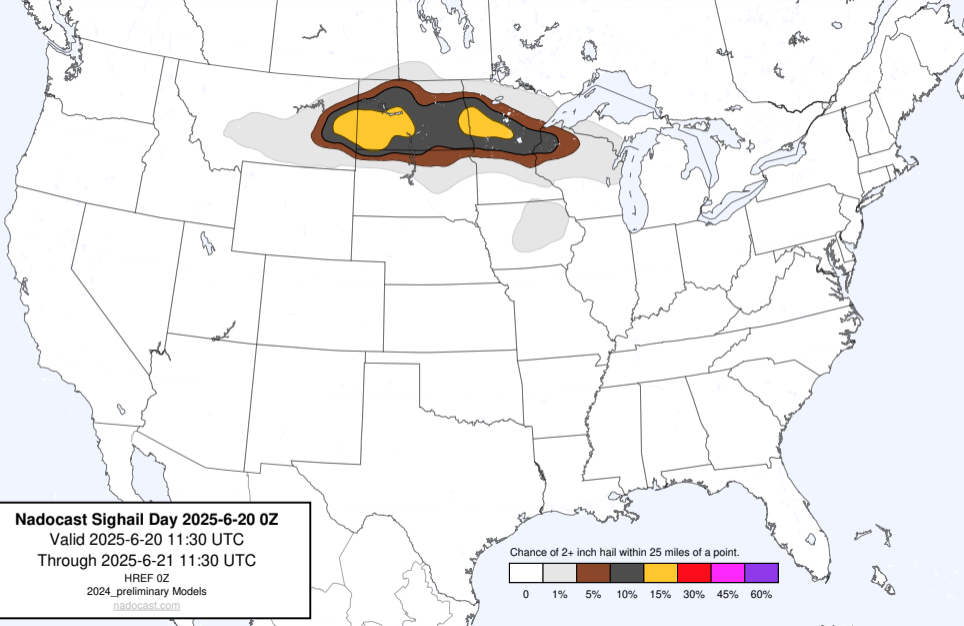 Nadocast Sighail Day 2025-6-20 0Z
Valid 2025-6-20 11:30 UTC
Through 2025-6-21 11:30 UTC
HREF 0Z
2024_preliminary Models
nadocast.com
Chance of 2+ inch hail within 25 miles of a point.
0 1% 5% 10% 15% 30% 45% 60%